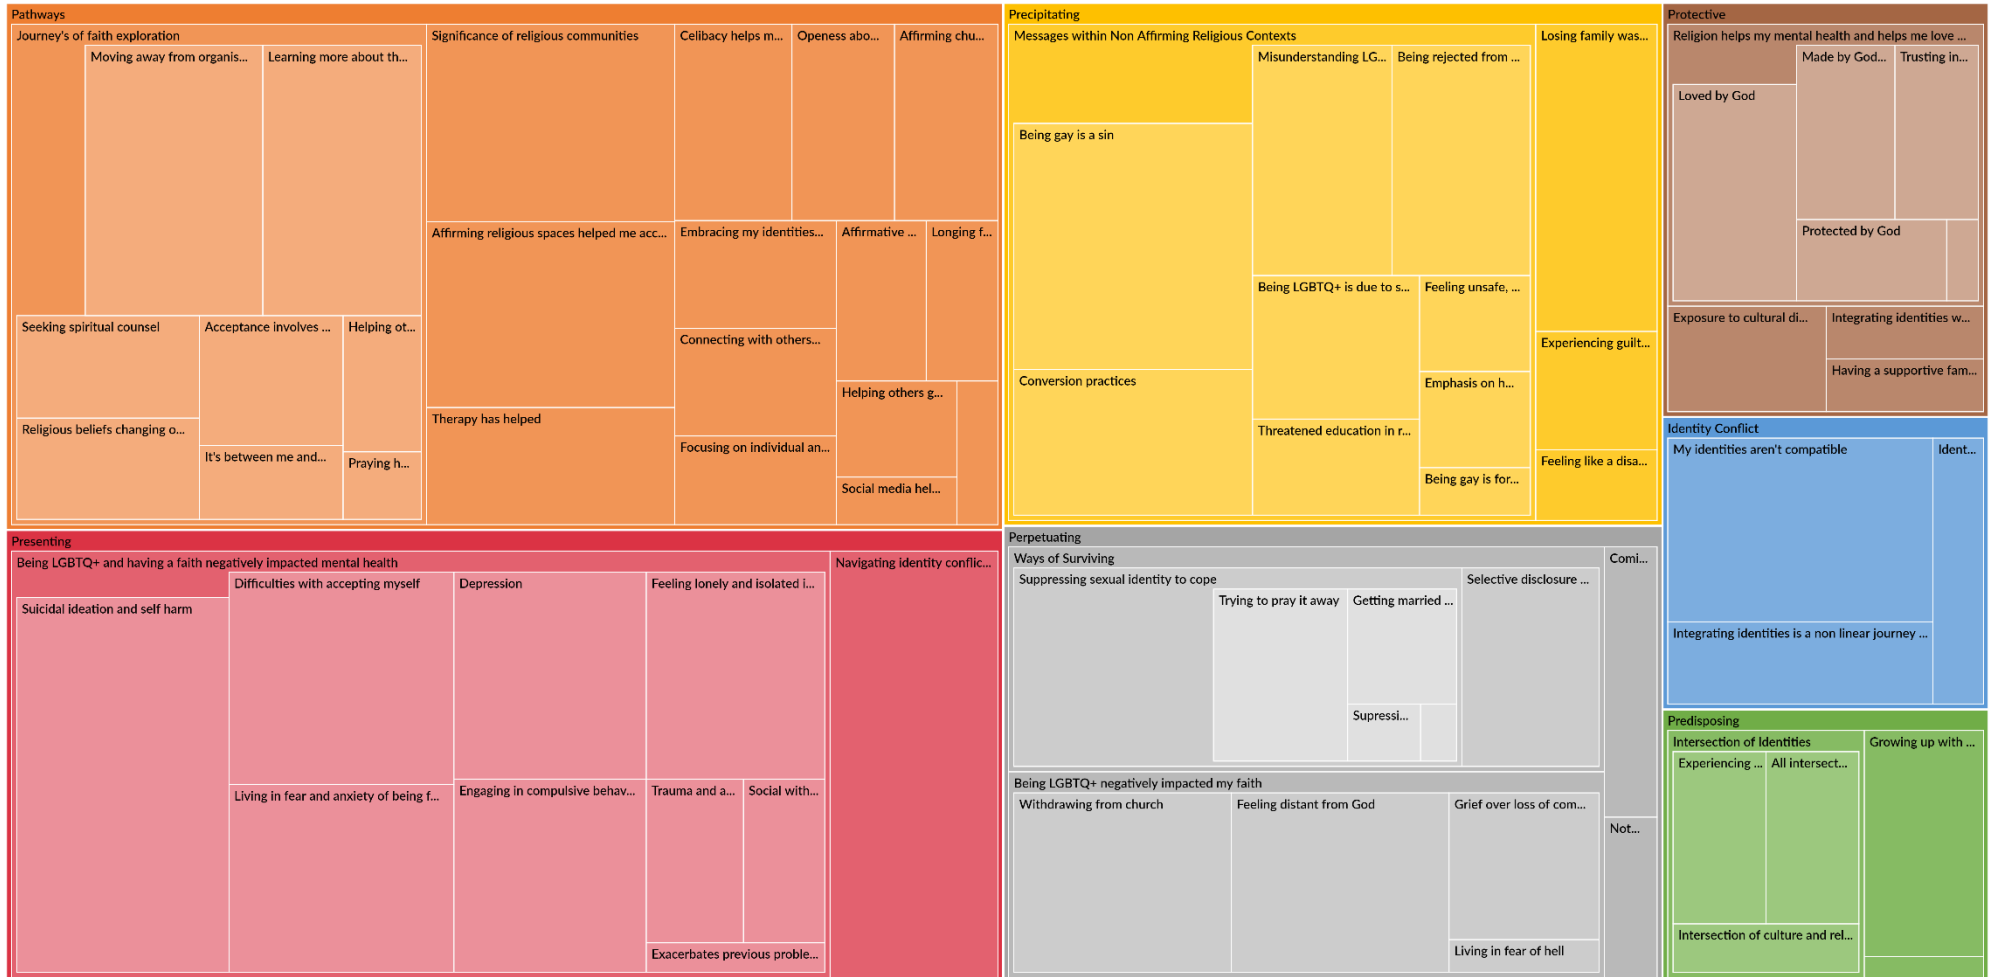 Pathways
Journey's of faith exploration
Moving away from organis...
Learning more about th...
Seeking spiritual counsel
Acceptance involves ...
Helping ot...
Religious beliefs changing o...
It's between me and...
Praying h...
Significance of religious communities
Affirming religious spaces helped me acc...
Therapy has helped
Celibacy helps m...
Openess abo...
Affirming chu...
Embracing my identities...
Affirmative ...
Longing f...
Connecting with others...
Helping others g...
Focusing on individual an...
Social media hel...
Precipitating
Messages within Non Affirming Religious Contexts
Misunderstanding LG...
Being rejected from ...
Being gay is a sin
Being LGBTQ+ is due to s...
Feeling unsafe, ...
Conversion practices
Emphasis on h...
Threatened education in r...
Being gay is for...
Losing family was...
Experiencing guilt...
Feeling like a disa...
Protective
Religion helps my mental health and helps me love ...
Made by God...
Trusting in...
Loved by God
Protected by God
Exposure to cultural di...
Integrating identities w...
Having a supportive fam...
Identity Conflict
My identities aren't compatible
Ident...
Integrating identities is a non linear journey ...
Presenting
Being LGBTQ+ and having a faith negatively impacted mental health
Suicidal ideation and self harm
Difficulties with accepting myself
Depression
Feeling lonely and isolated i...
Living in fear and anxiety of being f...
Engaging in compulsive behav...
Trauma and a...
Social with...
Exacerbates previous proble...
Navigating identity conflic...
Perpetuating
Ways of Surviving
Suppressing sexual identity to cope
Trying to pray it away
Getting married ...
Supressi...
Selective disclosure ...
Comi...
Being LGBTQ+ negatively impacted my faith
Withdrawing from church
Feeling distant from God
Grief over loss of com...
Living in fear of hell
Not...
Predisposing
Intersection of Identities
Experiencing ...
All intersect...
Intersection of culture and rel...
Growing up with ...